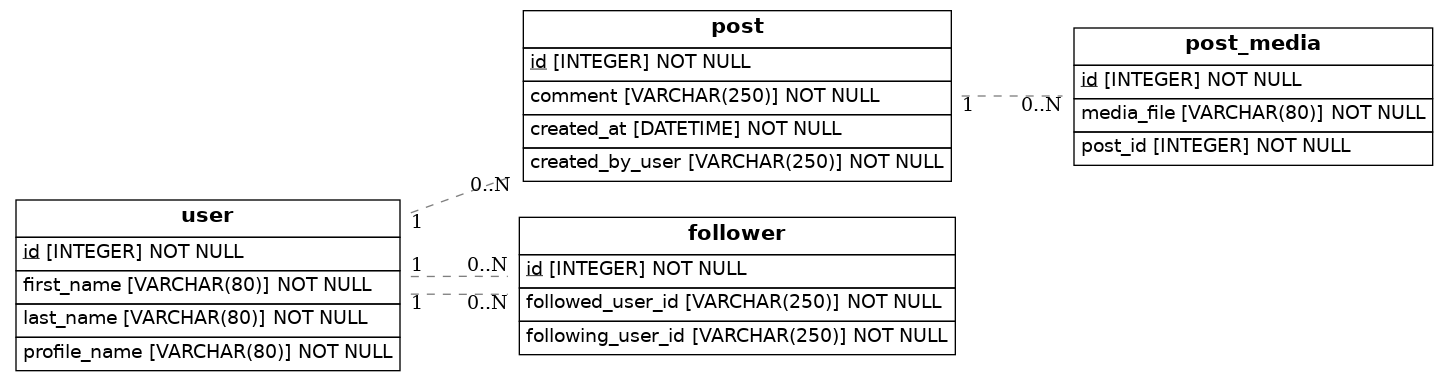 post
id [INTEGER] NOT NULL
comment [VARCHAR(250)] NOT NULL
created_at [DATETIME] NOT NULL
created_by_user [VARCHAR(250)] NOT NULL
1
0..N
post_media
id [INTEGER] NOT NULL
media_file [VARCHAR(80)] NOT NULL
post_id [INTEGER] NOT NULL
user
id [INTEGER] NOT NULL
first_name [VARCHAR(80)] NOT NULL
last_name [VARCHAR(80)] NOT NULL
profile_name [VARCHAR(80)] NOT NULL
0..N
1
1
0..N
1
0..N
follower
id [INTEGER] NOT NULL
followed_user_id [VARCHAR(250)] NOT NULL
following_user_id [VARCHAR(250)] NOT NULL